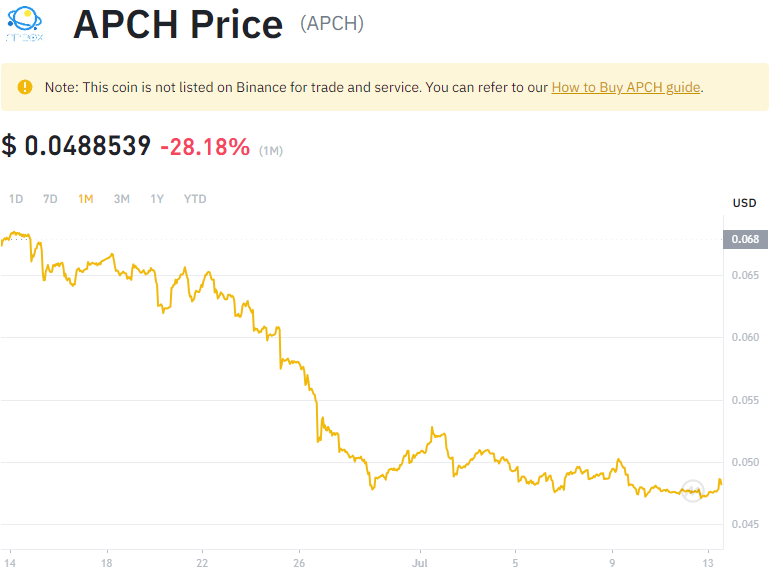 APCH Price (APCH)
Note: This coin is not listed on Binance for trade and service. You can refer to our How to Buy APCH guide.
$ 0.0488539 -28.18% (1M)
1D 7D 1M 3M 1Y YTD
USD
0.068
0.065
0.060
0.055
0.050
0.045
14 18 22 26 Jul 5 9 13